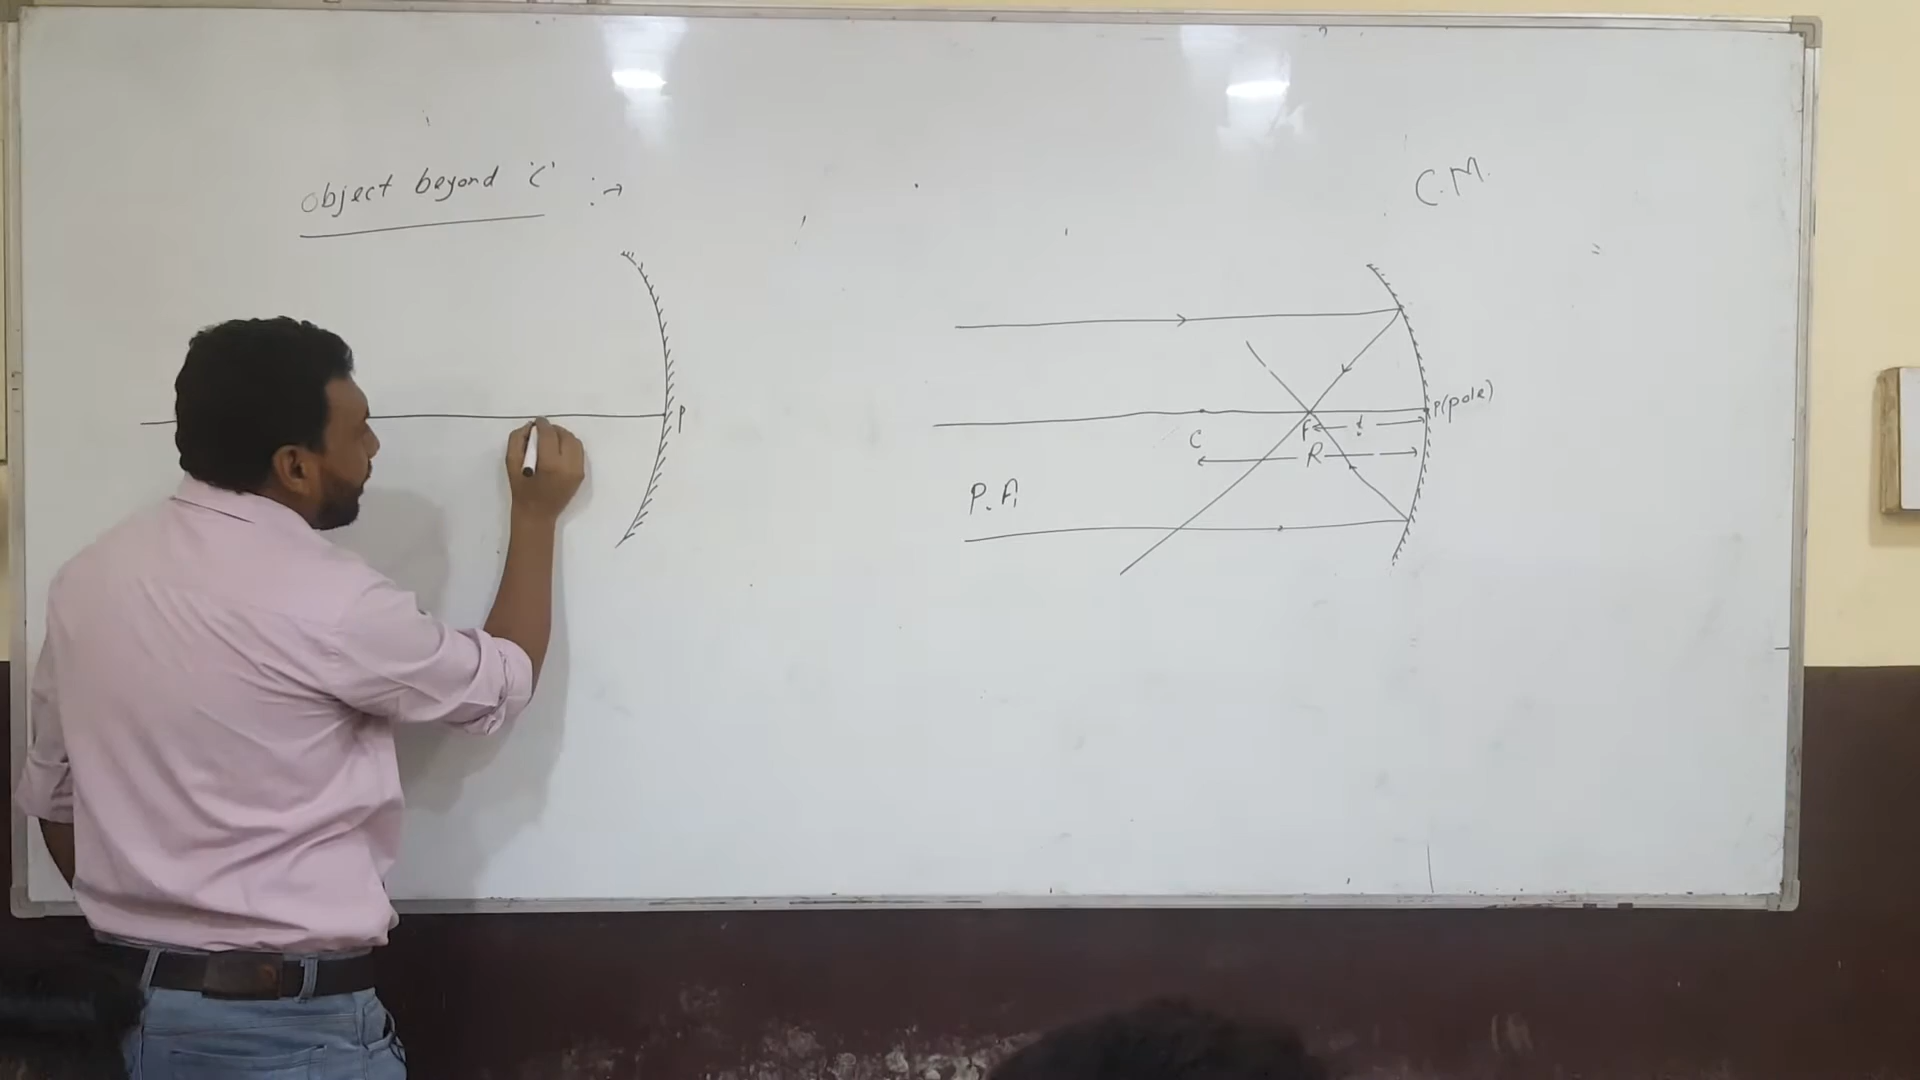 object beyond 'C' :→
C.M.
P
P(pole)
C
F
f
R
P.A